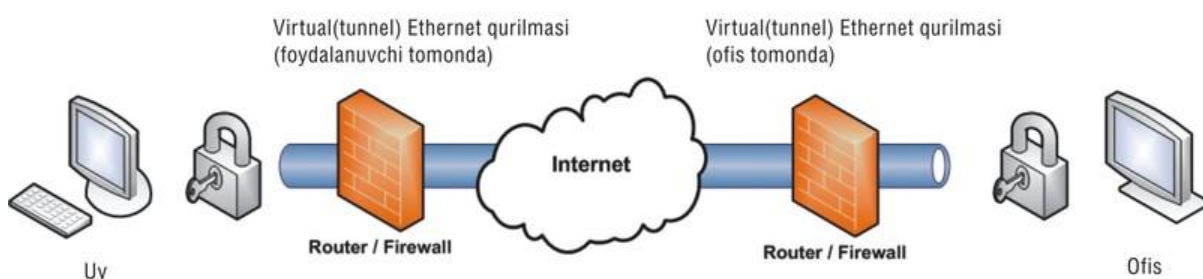 Virtual(tunnel) Ethernet qurilmasi
(foydalanuvchi tomonda)
Virtual(tunnel) Ethernet qurilmasi
(ofis tomonda)
Internet
Router / Firewall
Router / Firewall
Uy
Ofis